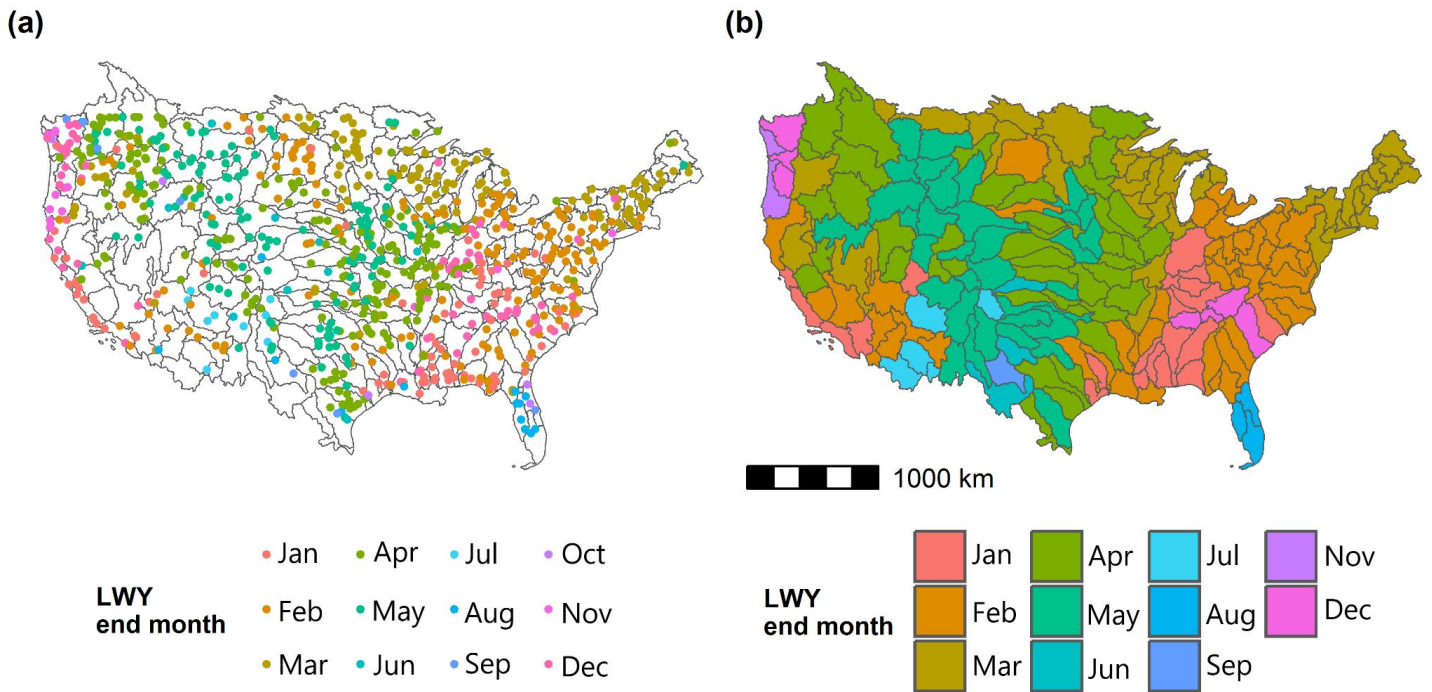 (a)
(b)
1000 km
LWY
end month
Jan Apr Jul Oct
Feb May Aug Nov
Mar Jun Sep Dec
LWY
end month
Jan Apr Jul Nov
Feb May Aug Dec
Mar Jun Sep